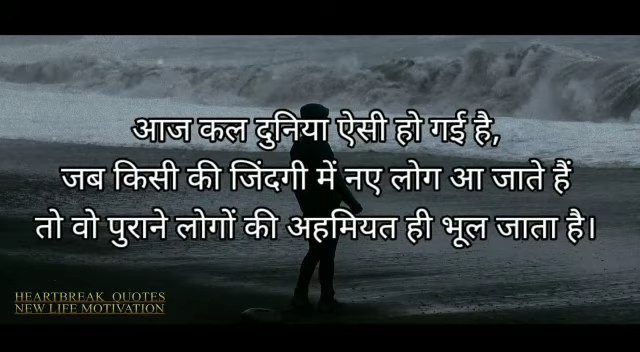 आज कल दुनिया ऐसी हो गई है,
जब किसी की जिंदगी में नए लोग आ जाते हैं
तो वो पुराने लोगों की अहमियत ही भूल जाता है।
HEARTBREAK QUOTES
NEW LIFE MOTIVATION